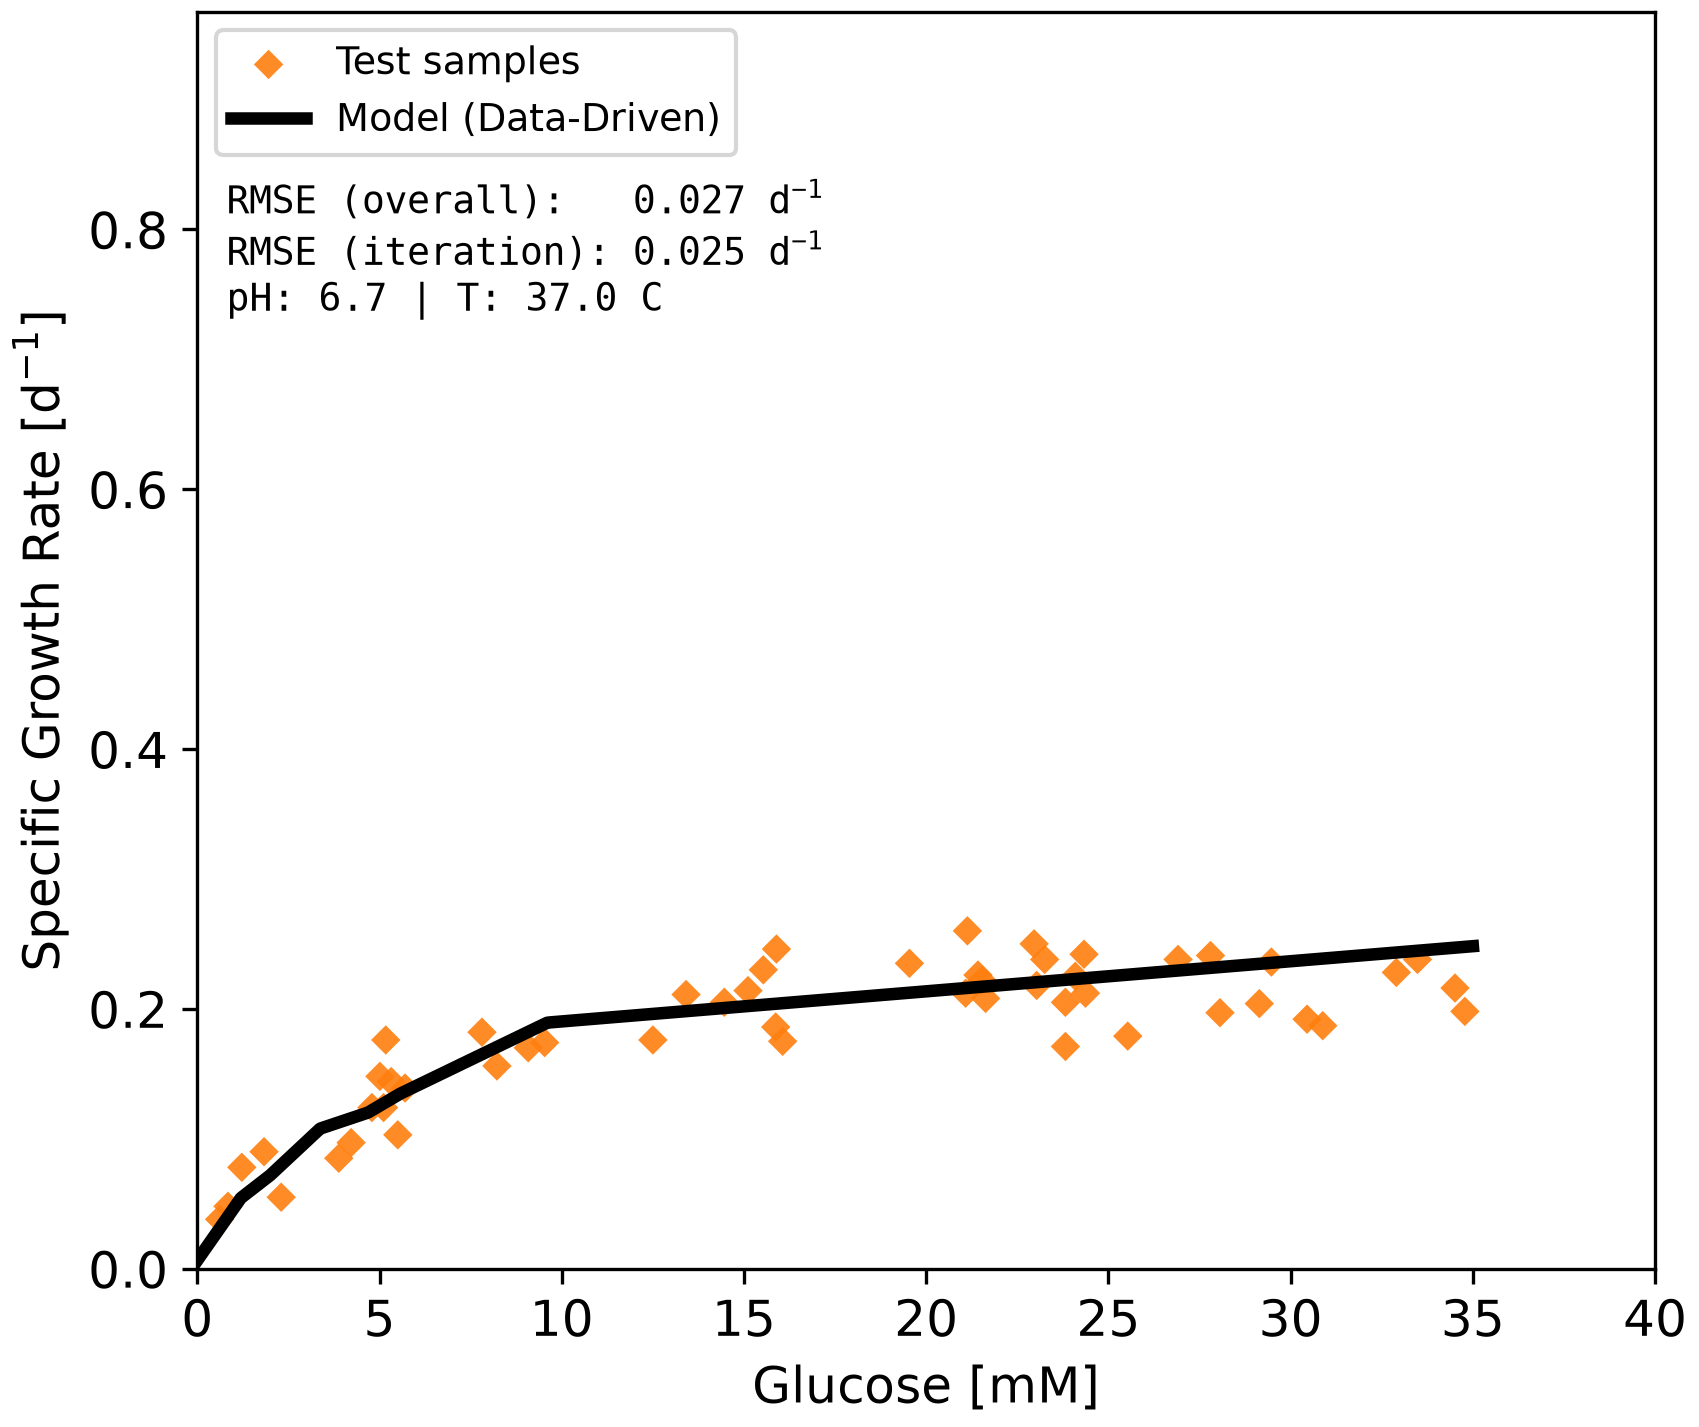 Test samples
Model (Data-Driven)
RMSE (overall):   0.027 d⁻¹
RMSE (iteration): 0.025 d⁻¹
pH: 6.7 | T: 37.0 C
Specific Growth Rate [d⁻¹]
0.8
0.6
0.4
0.2
0.0
0 5 10 15 20 25 30 35 40
Glucose [mM]